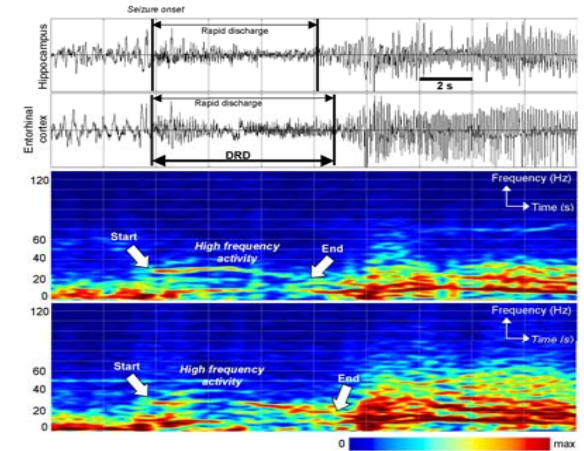 Seizure onset
Hippocampus
Rapid discharge
2 s
Entorhinal
cortex
Rapid discharge
DRD
120
60
40
20
0
Frequency (Hz)
Time (s)
Start
High frequency
activity
End
120
60
40
20
0
Frequency (Hz)
Time (s)
Start
High frequency
activity
End
0
max